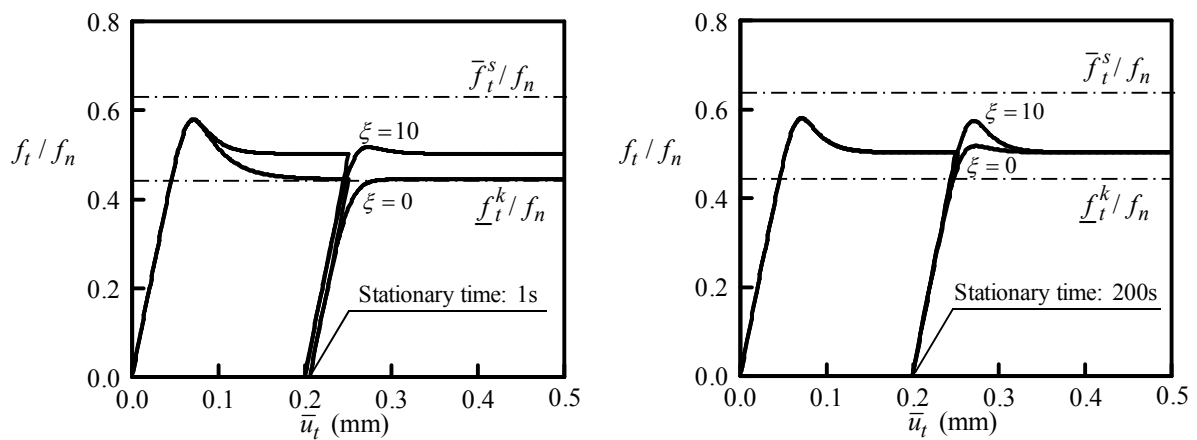 0.8
f̄ₜˢ / fₙ
0.6
ξ = 10
fₜ / fₙ
0.4
ξ = 0
f̲ₜᵏ / fₙ
0.2
Stationary time: 1s
0.0
0.0 0.1 0.2 0.3 0.4 0.5
ūₜ (mm)
0.8
f̄ₜˢ / fₙ
0.6
ξ = 10
fₜ / fₙ
ξ = 0
0.4
f̲ₜᵏ / fₙ
0.2
Stationary time: 200s
0.0
0.0 0.1 0.2 0.3 0.4 0.5
ūₜ (mm)